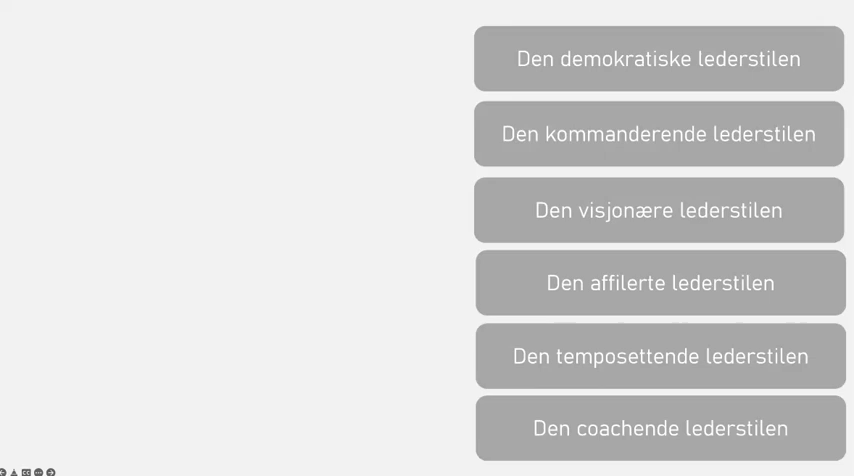 Den demokratiske lederstilen
Den kommanderende lederstilen
Den visjonære lederstilen
Den affilerte lederstilen
Den temposettende lederstilen
Den coachende lederstilen